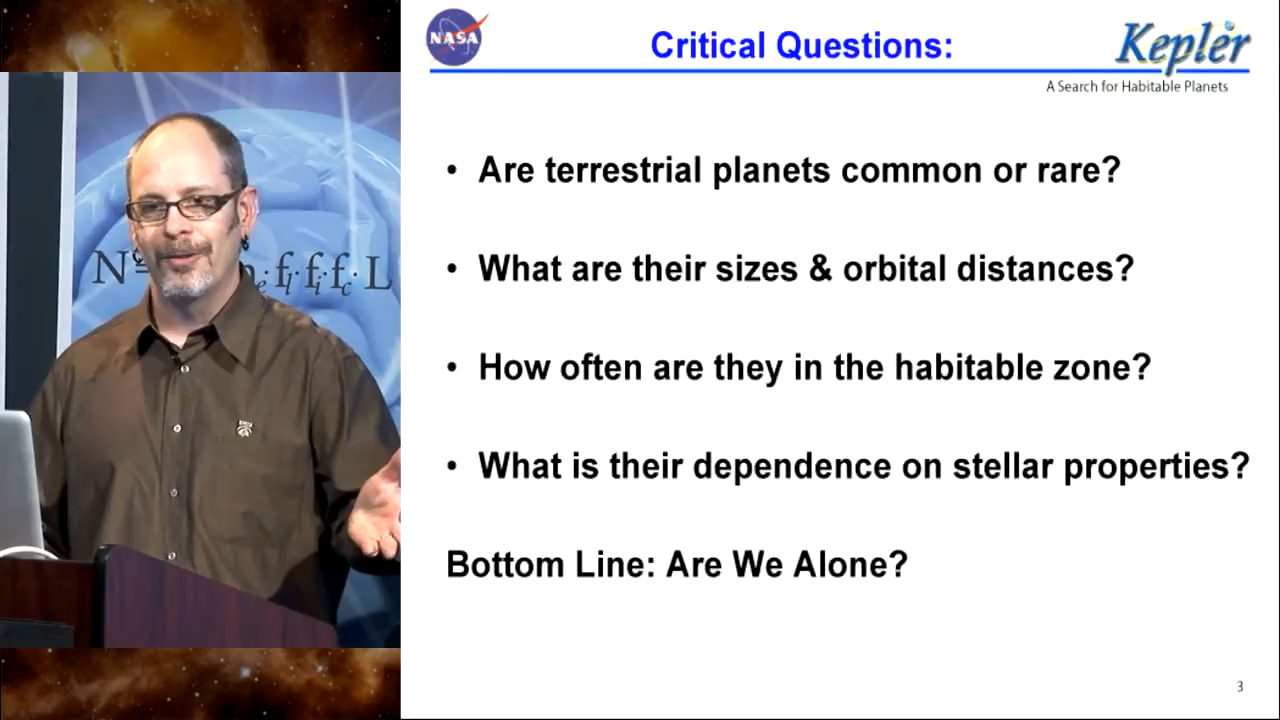 NASA
Critical Questions:
Kepler
A Search for Habitable Planets
• Are terrestrial planets common or rare?
• What are their sizes & orbital distances?
• How often are they in the habitable zone?
• What is their dependence on stellar properties?
Bottom Line: Are We Alone?
3